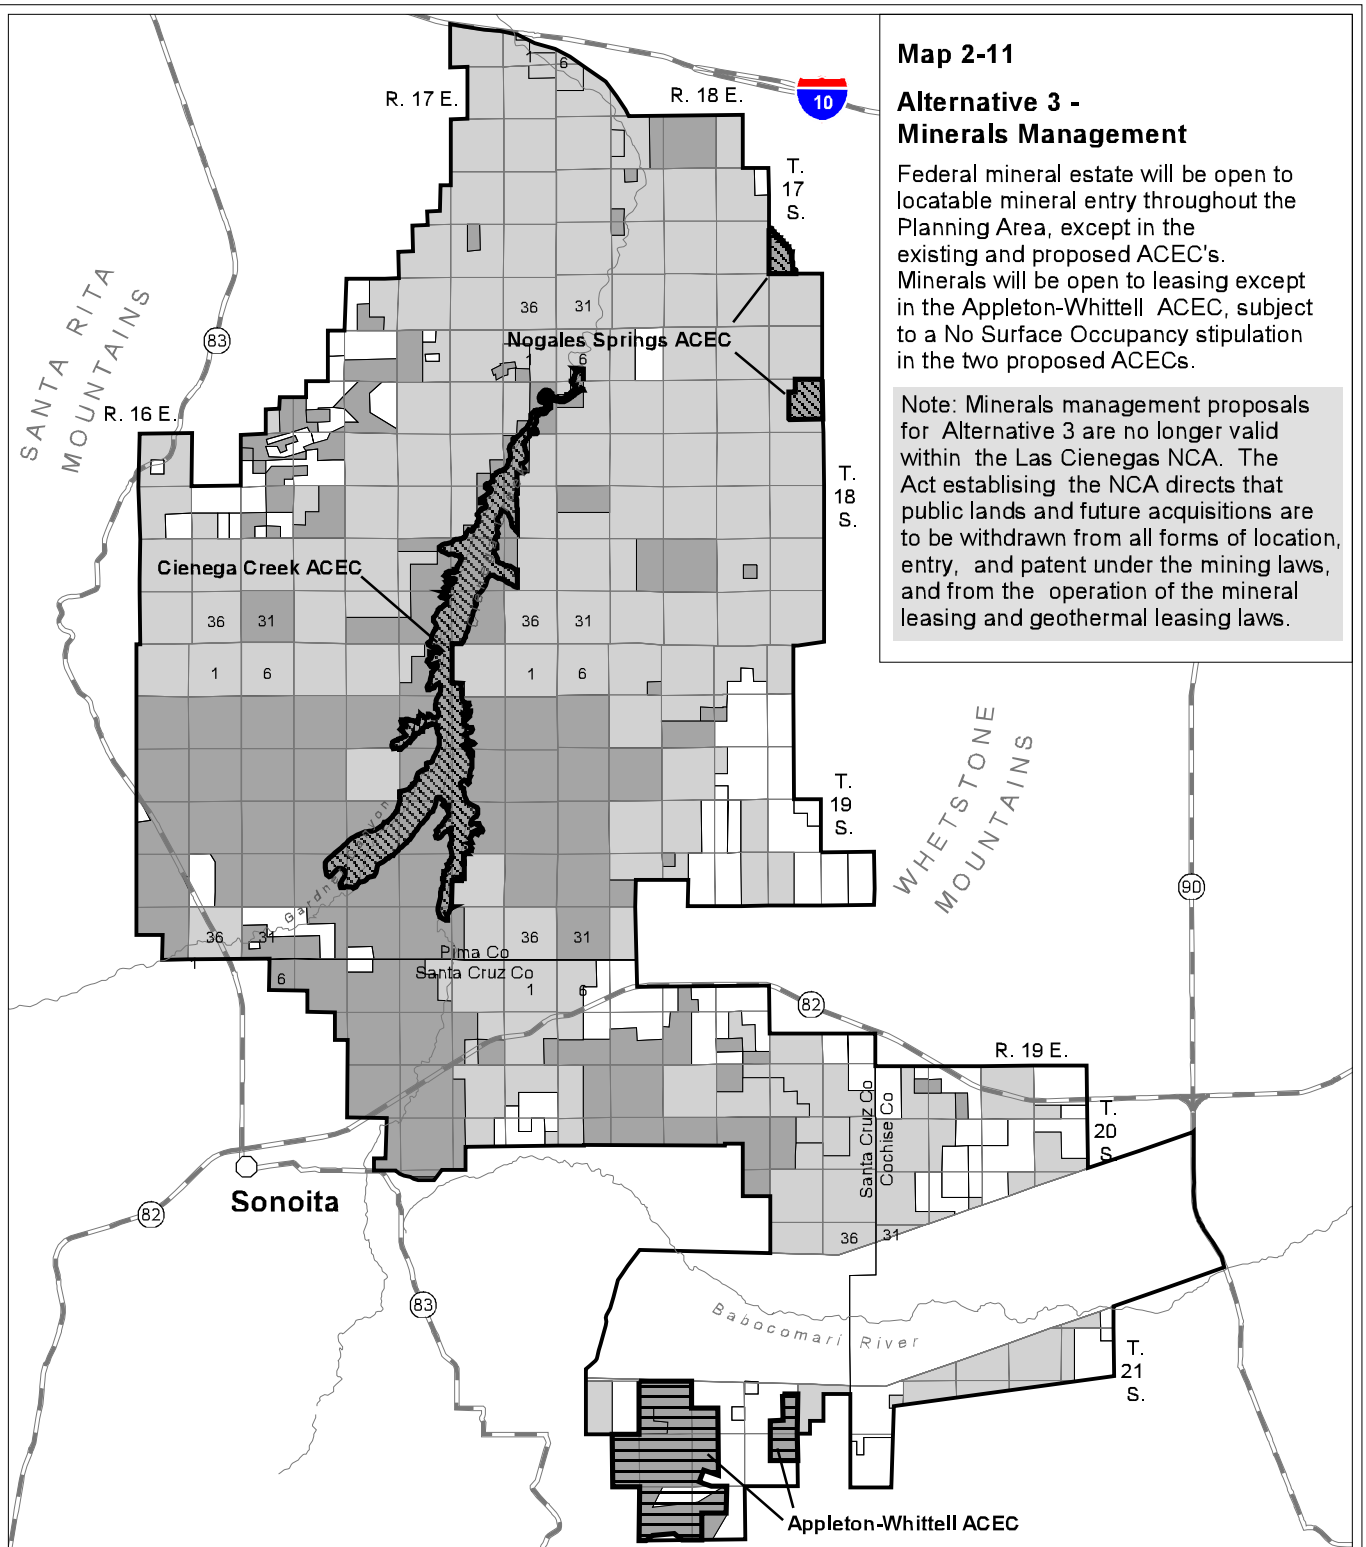 Map 2-11
Alternative 3 -
Minerals Management
Federal mineral estate will be open to
locatable mineral entry throughout the
Planning Area, except in the
existing and proposed ACEC's.
Minerals will be open to leasing except
in the Appleton-Whittell ACEC, subject
to a No Surface Occupancy stipulation
in the two proposed ACECs.
Note: Minerals management proposals
for Alternative 3 are no longer valid
within the Las Cienegas NCA. The
Act establising the NCA directs that
public lands and future acquisitions are
to be withdrawn from all forms of location,
entry, and patent under the mining laws,
and from the operation of the mineral
leasing and geothermal leasing laws.
1
6
R. 17 E.
R. 18 E.
10
T.
17
S.
SANTA RITA
MOUNTAINS
83
36
31
Nogales Springs ACEC
1
6
R. 16 E.
T.
18
S.
Cienega Creek ACEC
36
31
36
31
1
6
1
6
WHETSTONE
MOUNTAINS
T.
19
S.
90
36
31
36
31
Pima Co
Santa Cruz Co
1
6
1
6
82
R. 19 E.
Santa Cruz Co
Cochise Co
T.
20
S.
Sonoita
82
36
31
83
Babocomari River
T.
21
S.
Appleton-Whittell ACEC